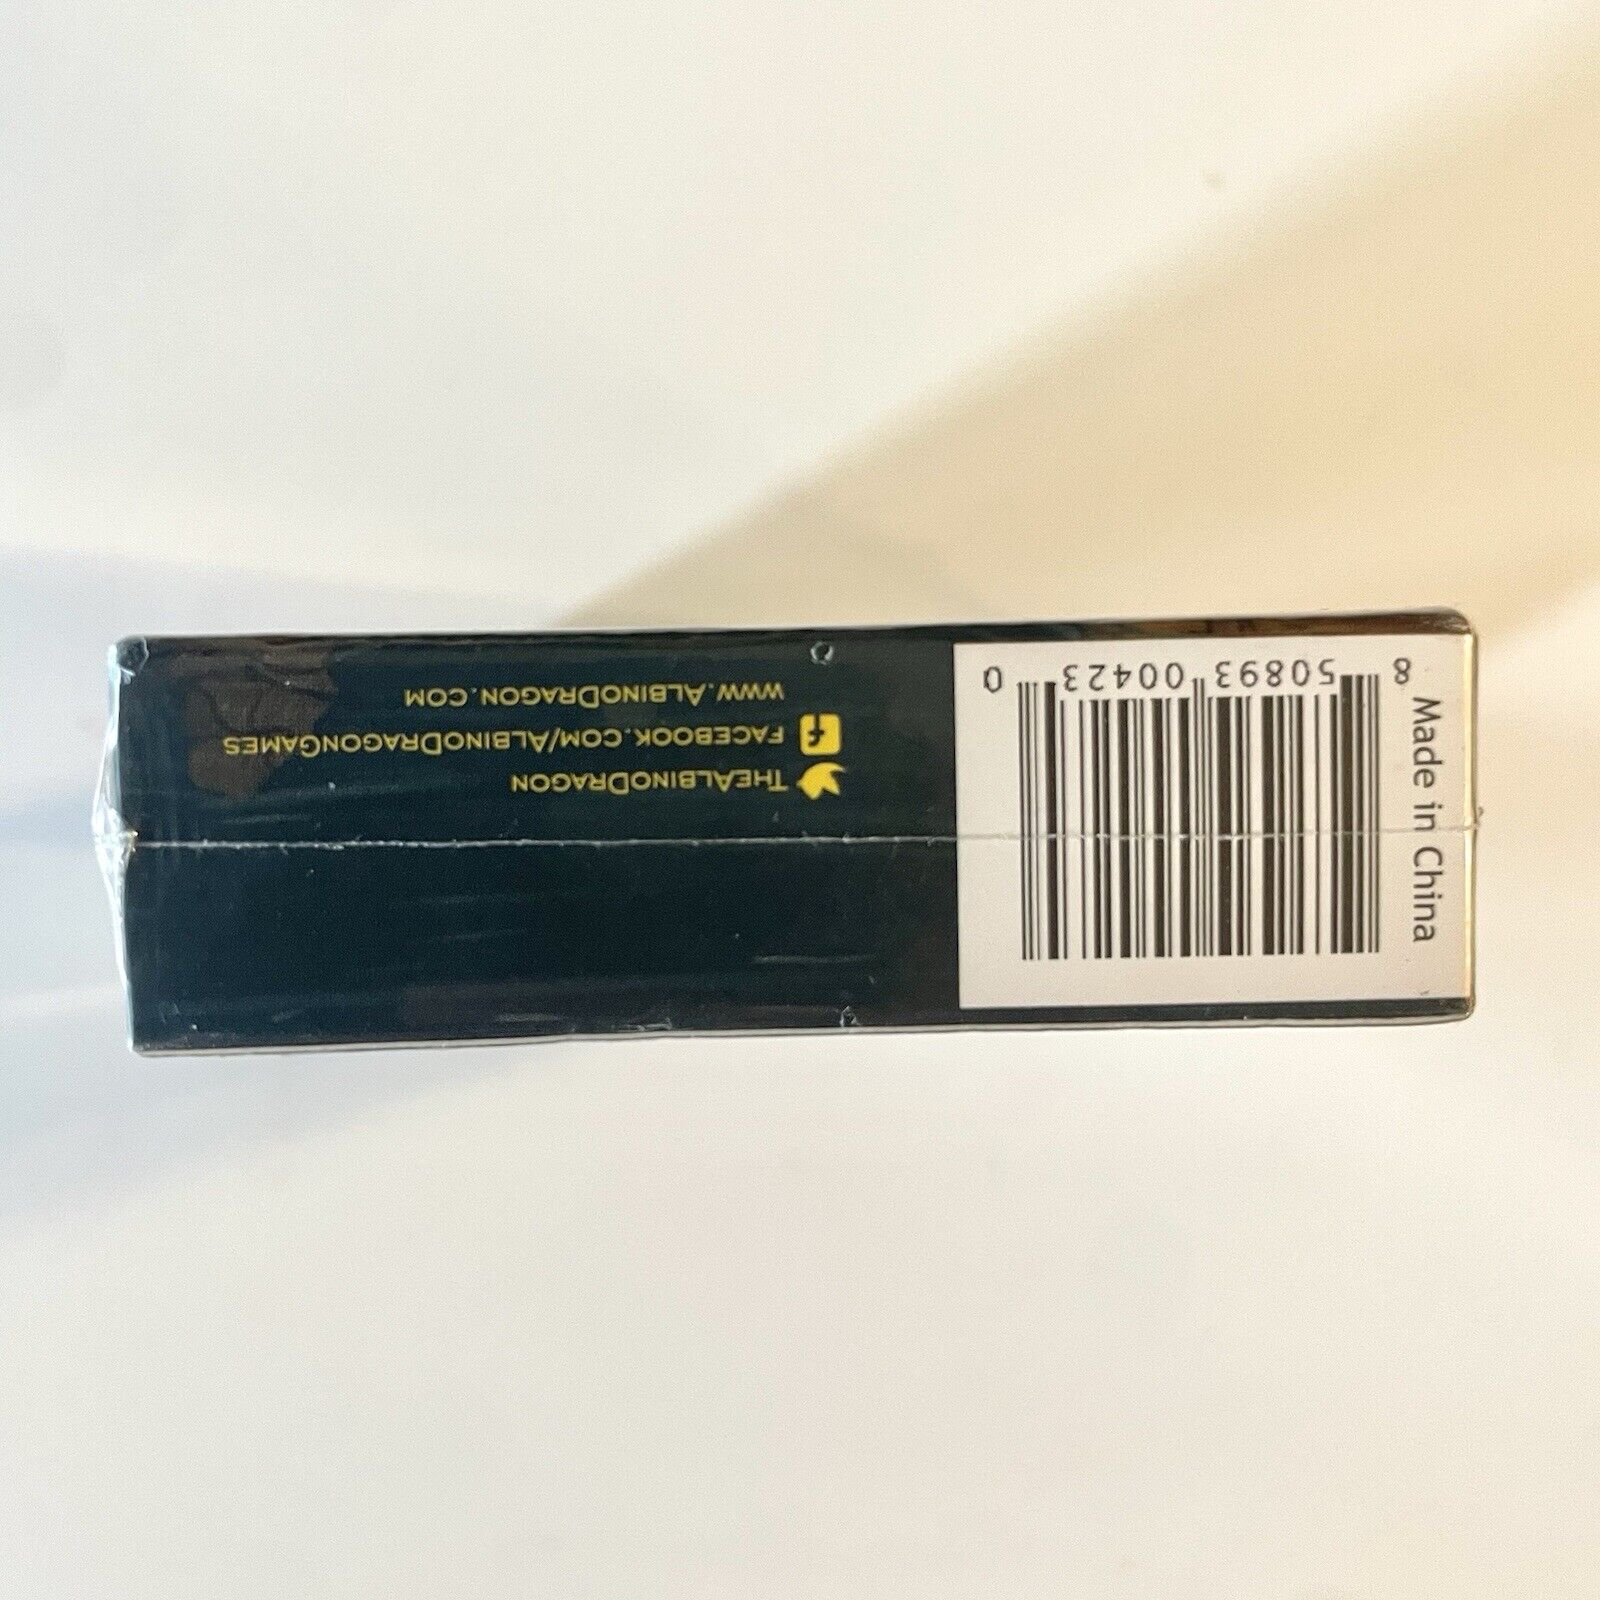 www.AlbinoDragon.com
facebook.com/AlbinoDragonGames
TheAlbinoDragon
8 50893 00423 0
Made in China